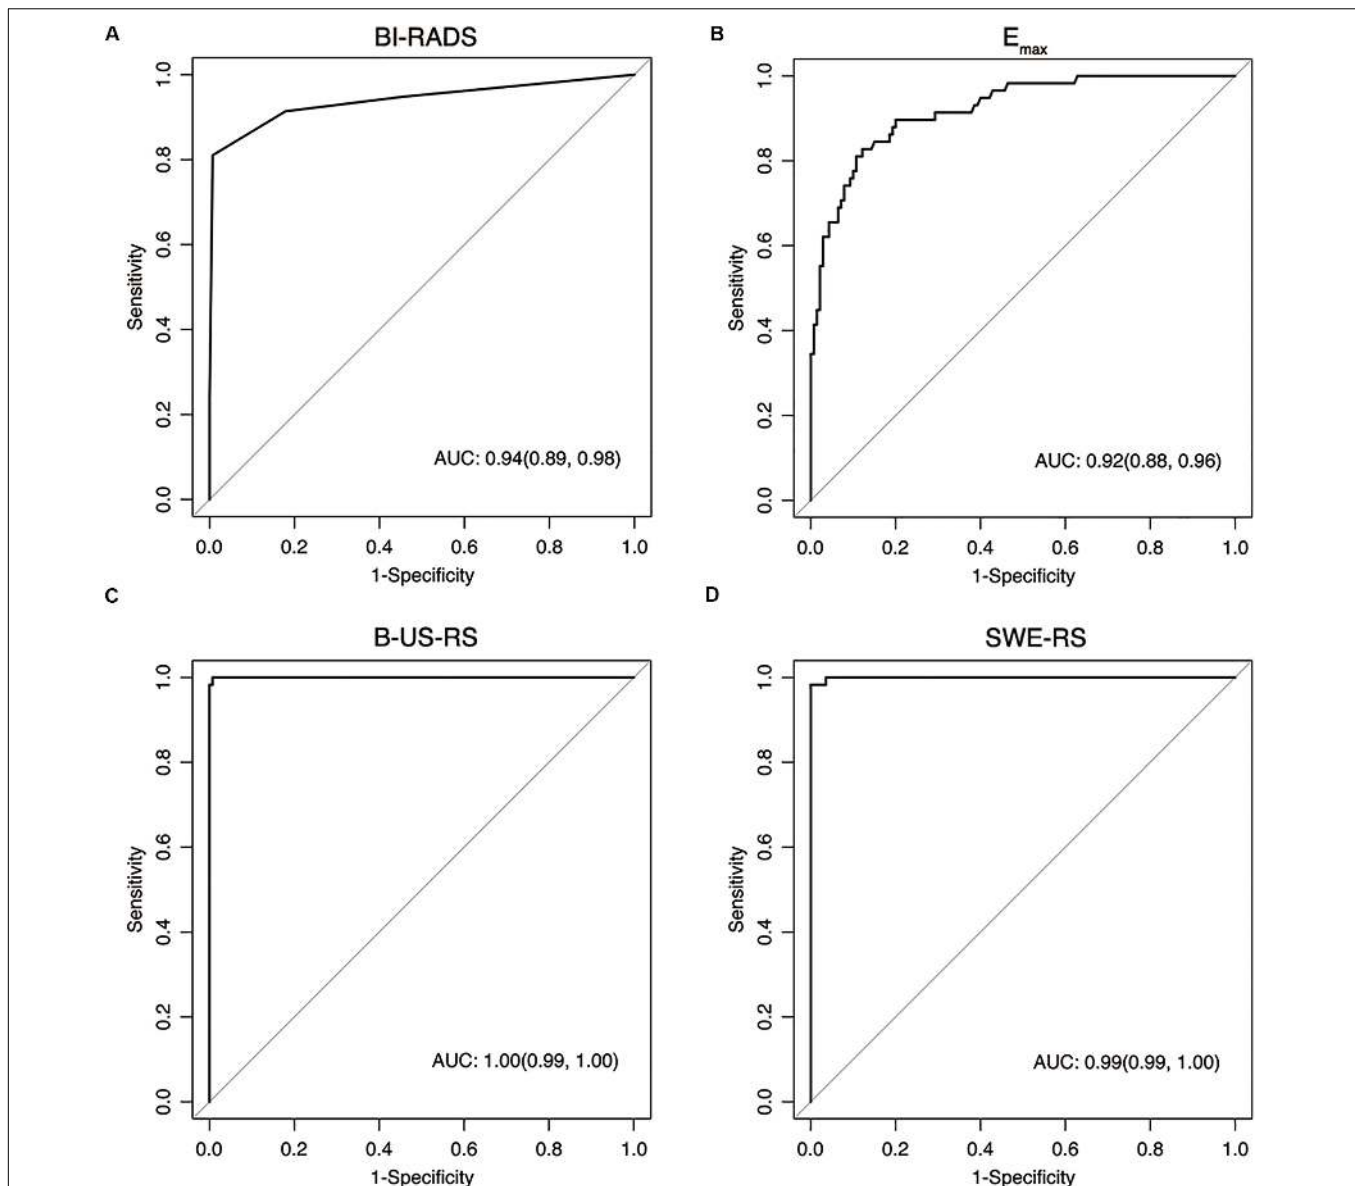 A
BI-RADS
Sensitivity
0.0 0.2 0.4 0.6 0.8 1.0
AUC: 0.94(0.89, 0.98)
0.0 0.2 0.4 0.6 0.8 1.0
1-Specificity
B
Emax
Sensitivity
0.0 0.2 0.4 0.6 0.8 1.0
AUC: 0.92(0.88, 0.96)
0.0 0.2 0.4 0.6 0.8 1.0
1-Specificity
C
B-US-RS
Sensitivity
0.0 0.2 0.4 0.6 0.8 1.0
AUC: 1.00(0.99, 1.00)
0.0 0.2 0.4 0.6 0.8 1.0
1-Specificity
D
SWE-RS
Sensitivity
0.0 0.2 0.4 0.6 0.8 1.0
AUC: 0.99(0.99, 1.00)
0.0 0.2 0.4 0.6 0.8 1.0
1-Specificity